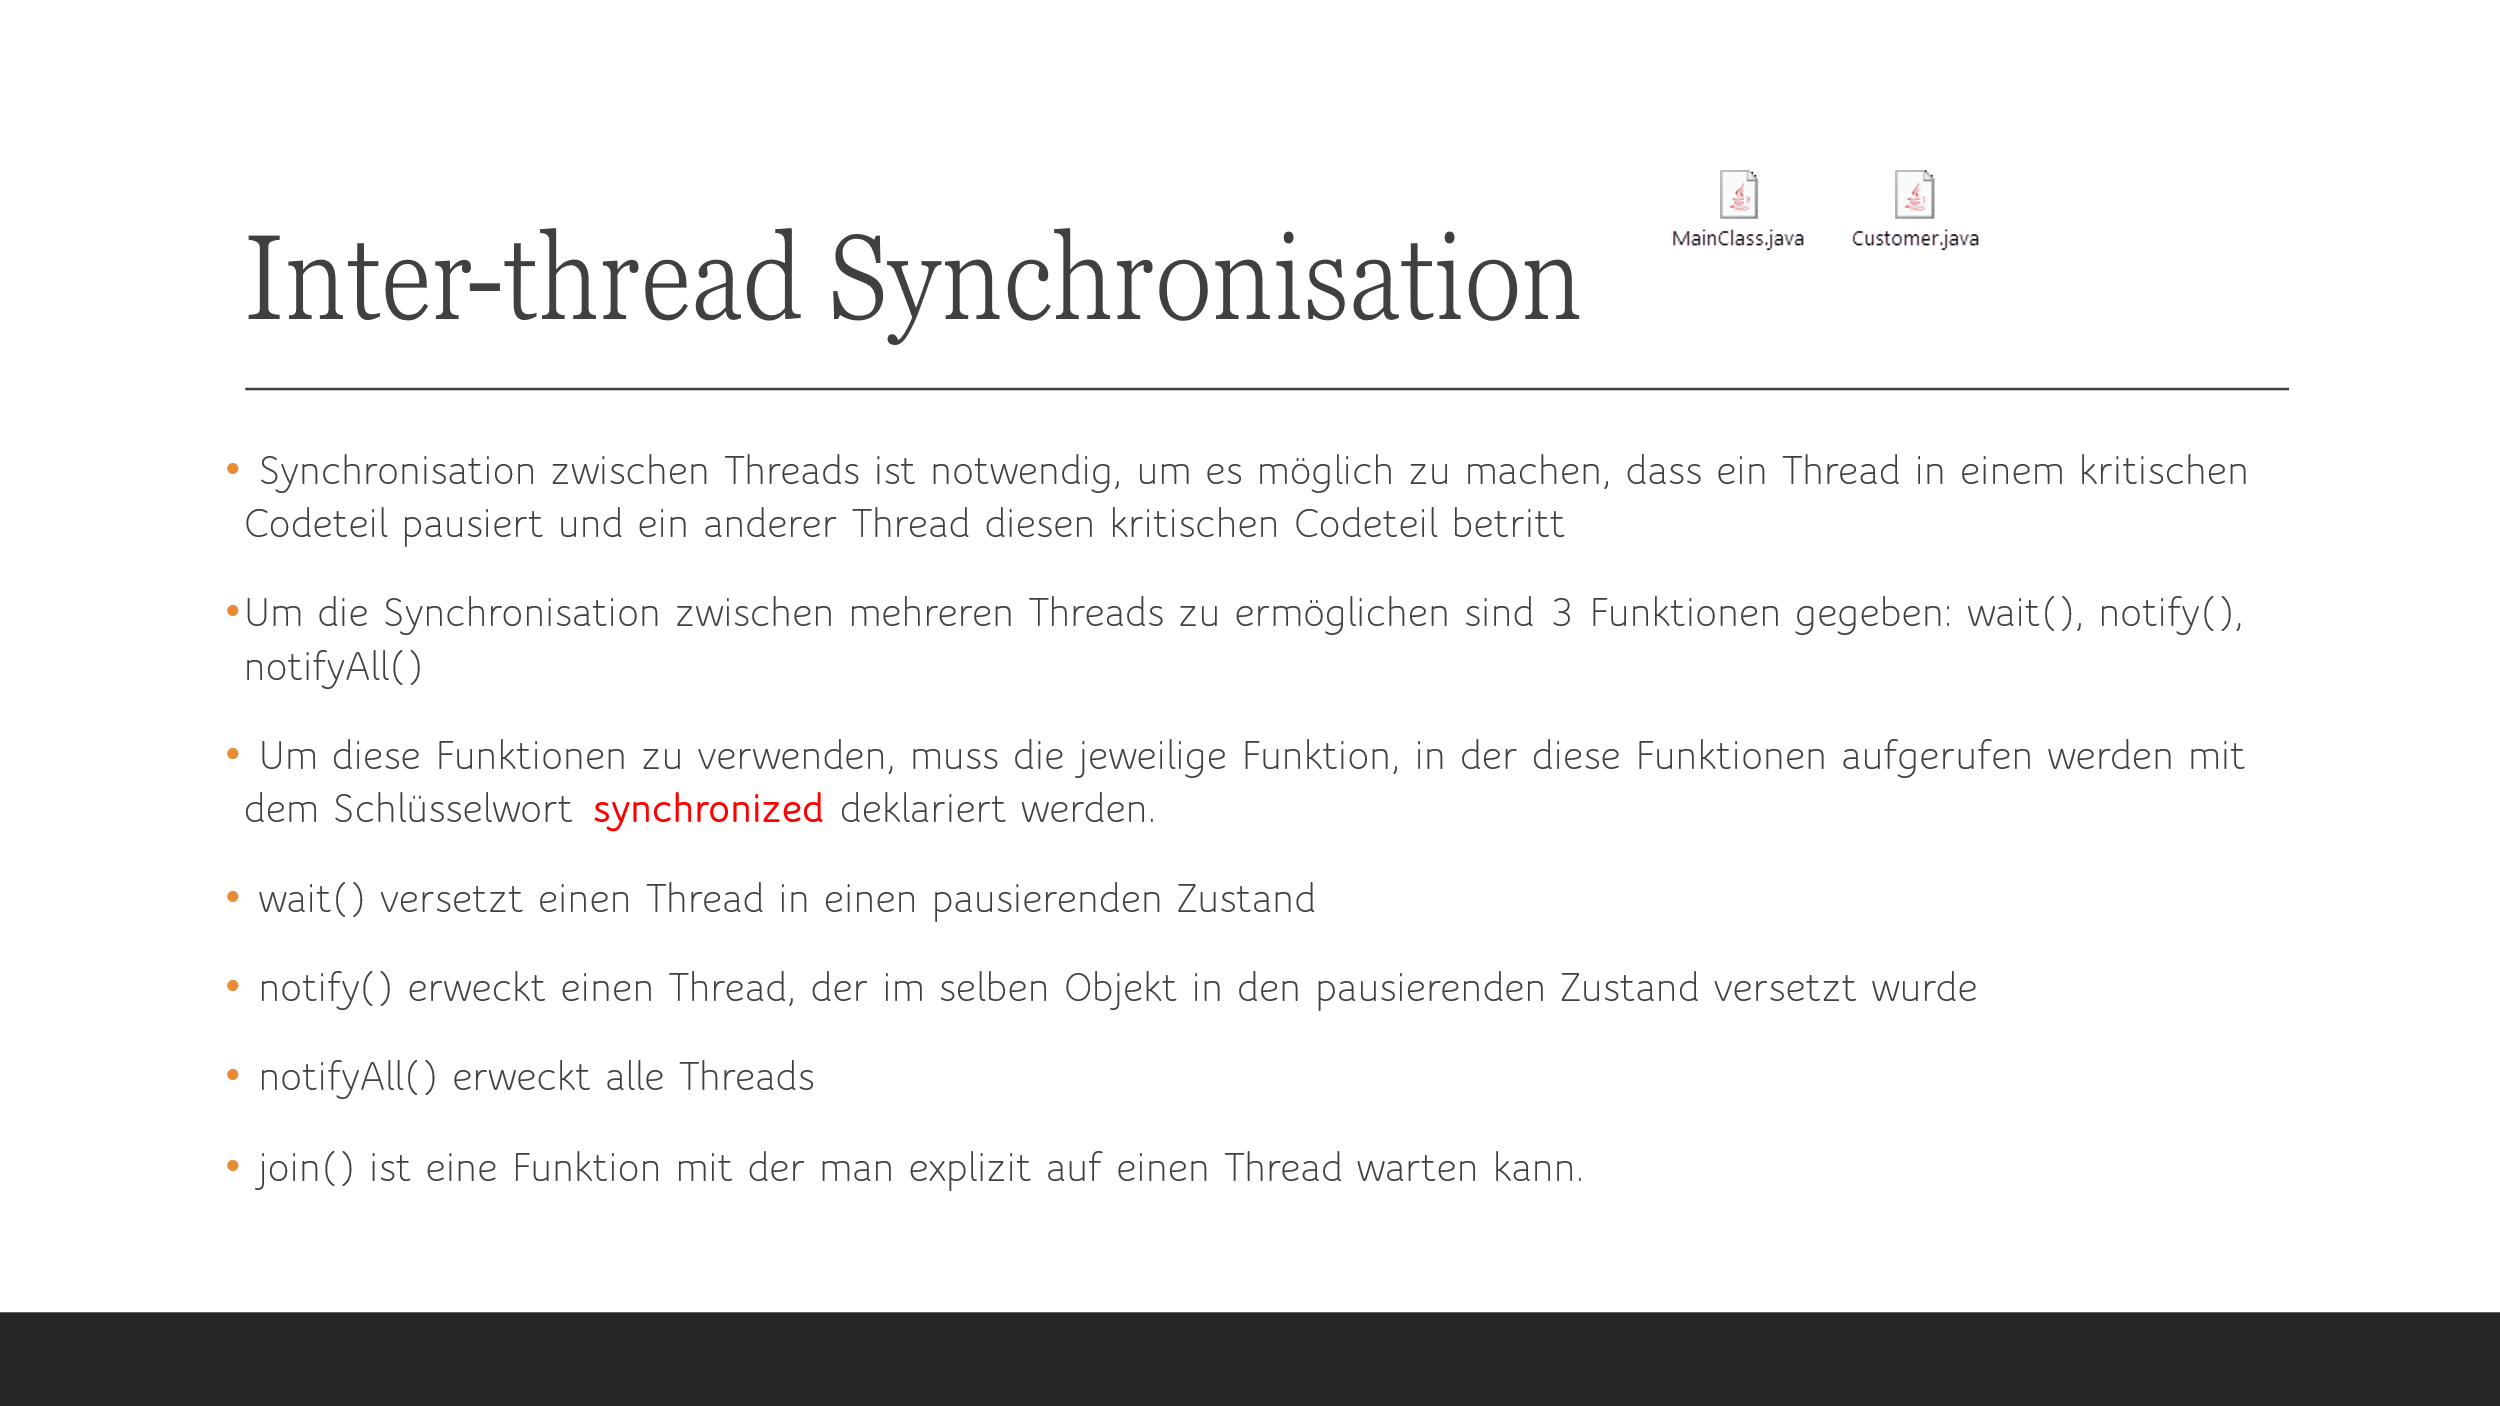 MainClass.java
Customer.java
Inter-thread Synchronisation
• Synchronisation zwischen Threads ist notwendig, um es möglich zu machen, dass ein Thread in einem kritischen
Codeteil pausiert und ein anderer Thread diesen kritischen Codeteil betritt
•Um die Synchronisation zwischen mehreren Threads zu ermöglichen sind 3 Funktionen gegeben: wait(), notify(),
notifyAll()
• Um diese Funktionen zu verwenden, muss die jeweilige Funktion, in der diese Funktionen aufgerufen werden mit
dem Schlüsselwort synchronized deklariert werden.
• wait() versetzt einen Thread in einen pausierenden Zustand
• notify() erweckt einen Thread, der im selben Objekt in den pausierenden Zustand versetzt wurde
• notifyAll() erweckt alle Threads
• join() ist eine Funktion mit der man explizit auf einen Thread warten kann.